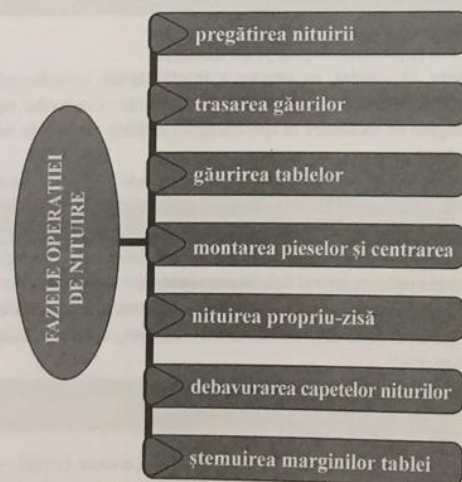 FAZELE OPERAȚIEI
DE NITUIRE
pregătirea nituirii
trasarea găurilor
găurirea tablelor
montarea pieselor și centrarea
nituirea propriu-zisă
debavurarea capetelor niturilor
ștemuirea marginilor tablei